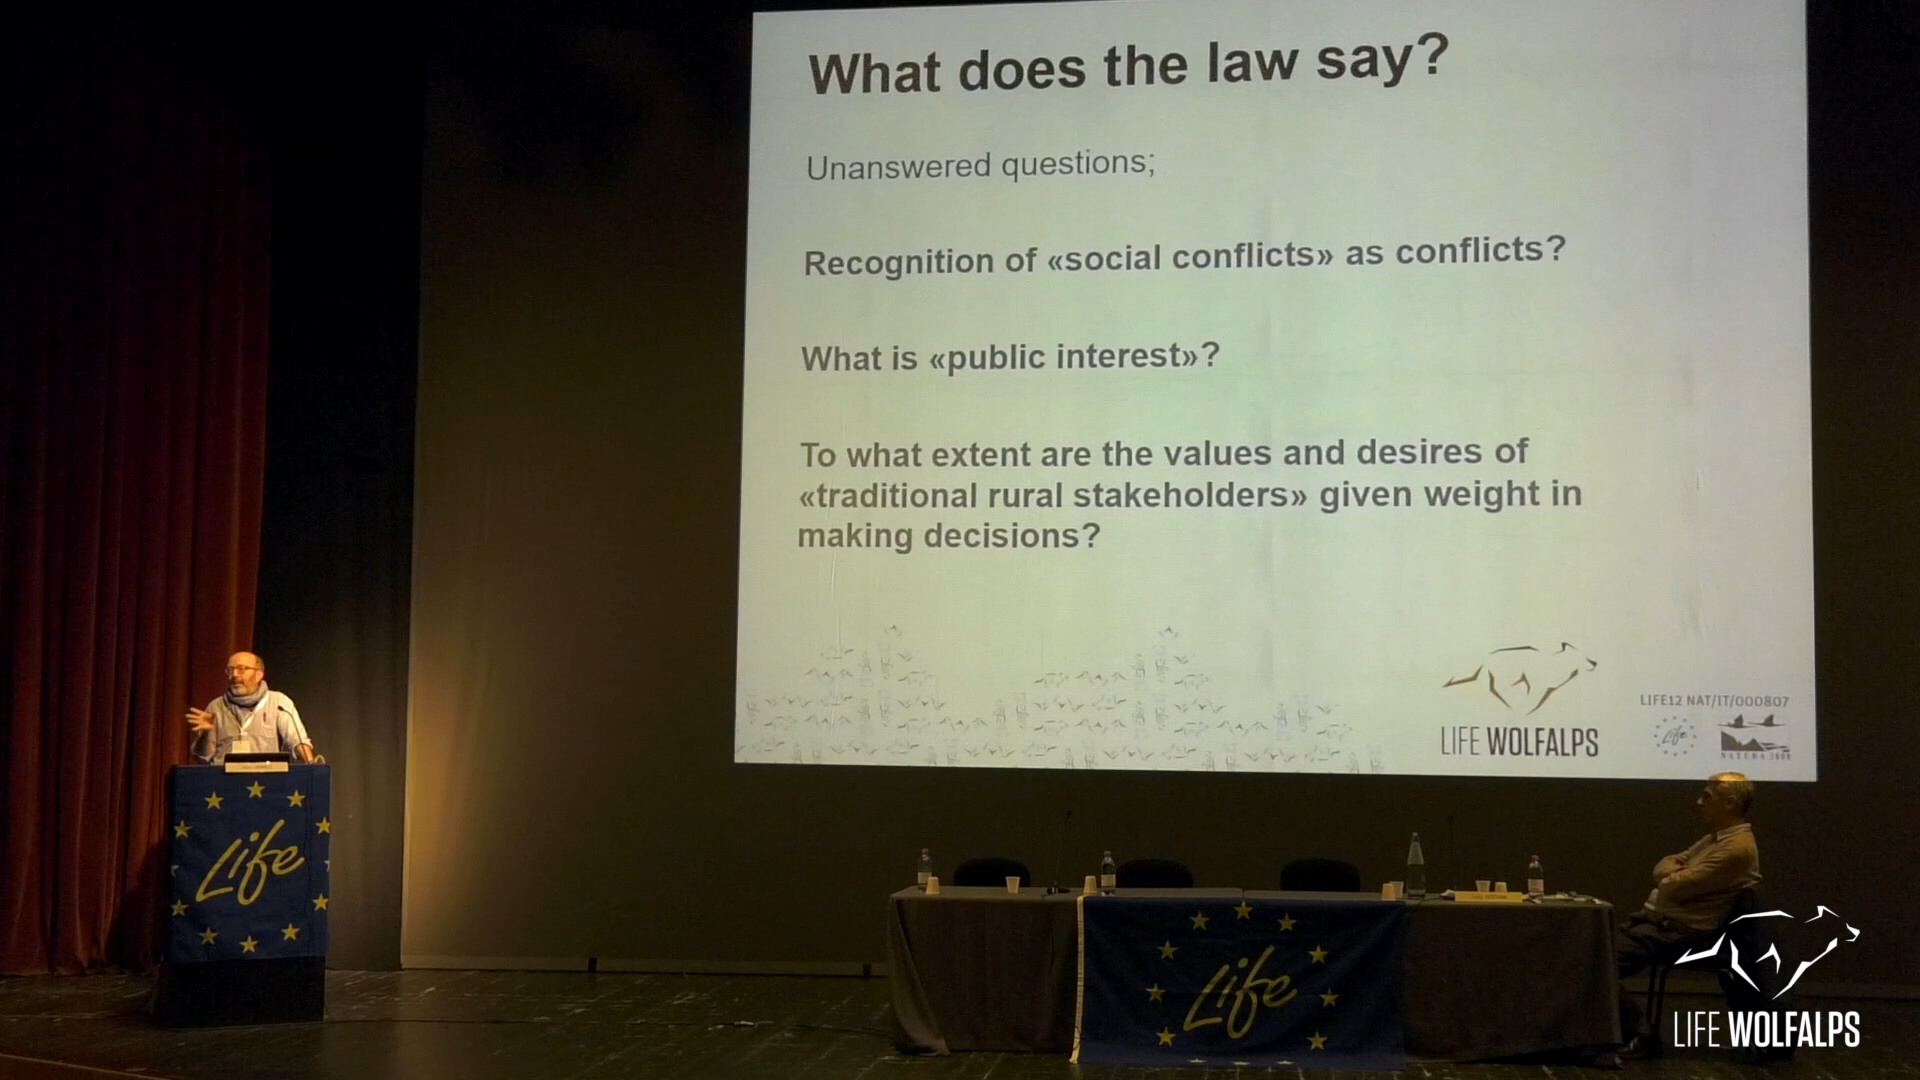 What does the law say?
Unanswered questions;
Recognition of «social conflicts» as conflicts?
What is «public interest»?
To what extent are the values and desires of
«traditional rural stakeholders» given weight in
making decisions?
LIFE WOLFALPS
LIFE12 NAT/IT/000807
Life
NATURA 2000
Life
Life
LIFE WOLFALPS